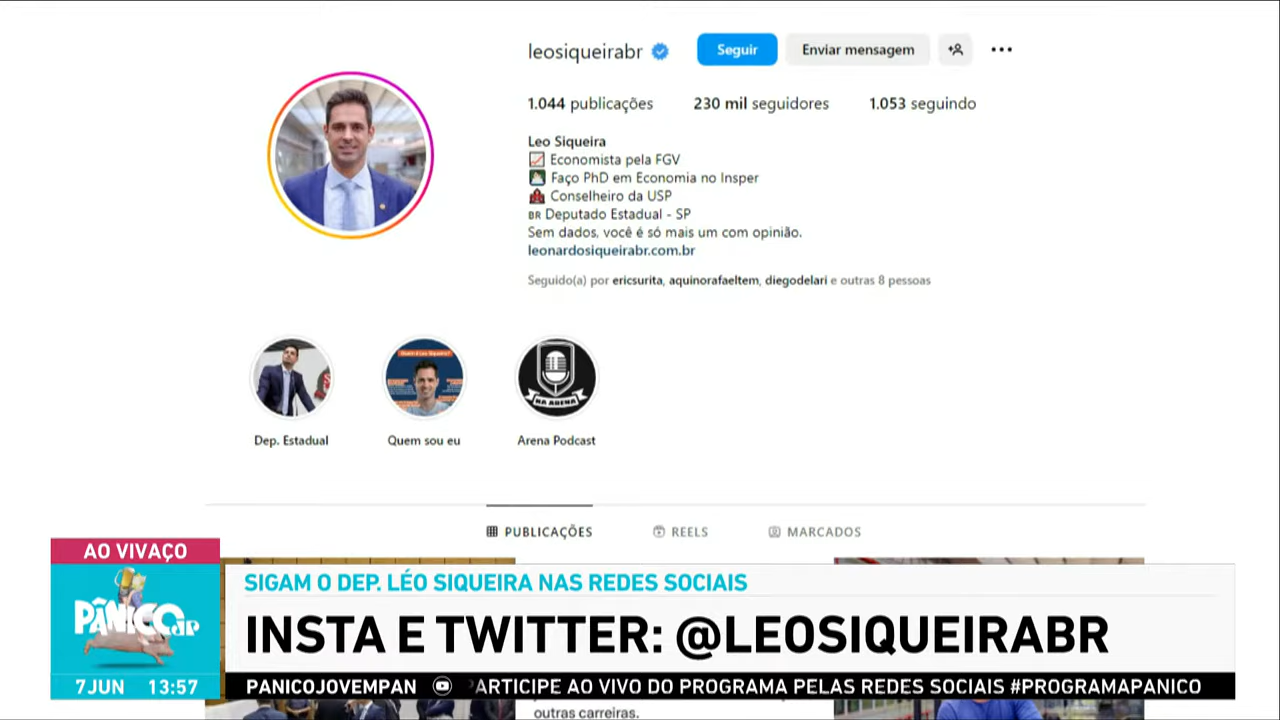 leosiqueirabr
Seguir
Enviar mensagem
1.044 publicações
230 mil seguidores
1.053 seguindo
Leo Siqueira
Economista pela FGV
Faço PhD em Economia no Insper
Conselheiro da USP
BR Deputado Estadual - SP
Sem dados, você é só mais um com opinião.
leonardosiqueirabr.com.br
Seguido(a) por ericsurita, aquinorafaeltem, diegodelari e outras 8 pessoas
NA ARENA
Dep. Estadual
Quem sou eu
Arena Podcast
PUBLICAÇÕES
REELS
MARCADOS
AO VIVAÇO
PÂNICO JP
7JUN 13:57
SIGAM O DEP. LÉO SIQUEIRA NAS REDES SOCIAIS
INSTA E TWITTER: @LEOSIQUEIRABR
PANICOJOVEMPAN
ARTICIPE AO VIVO DO PROGRAMA PELAS REDES SOCIAIS #PROGRAMAPANICO
outras carreiras.